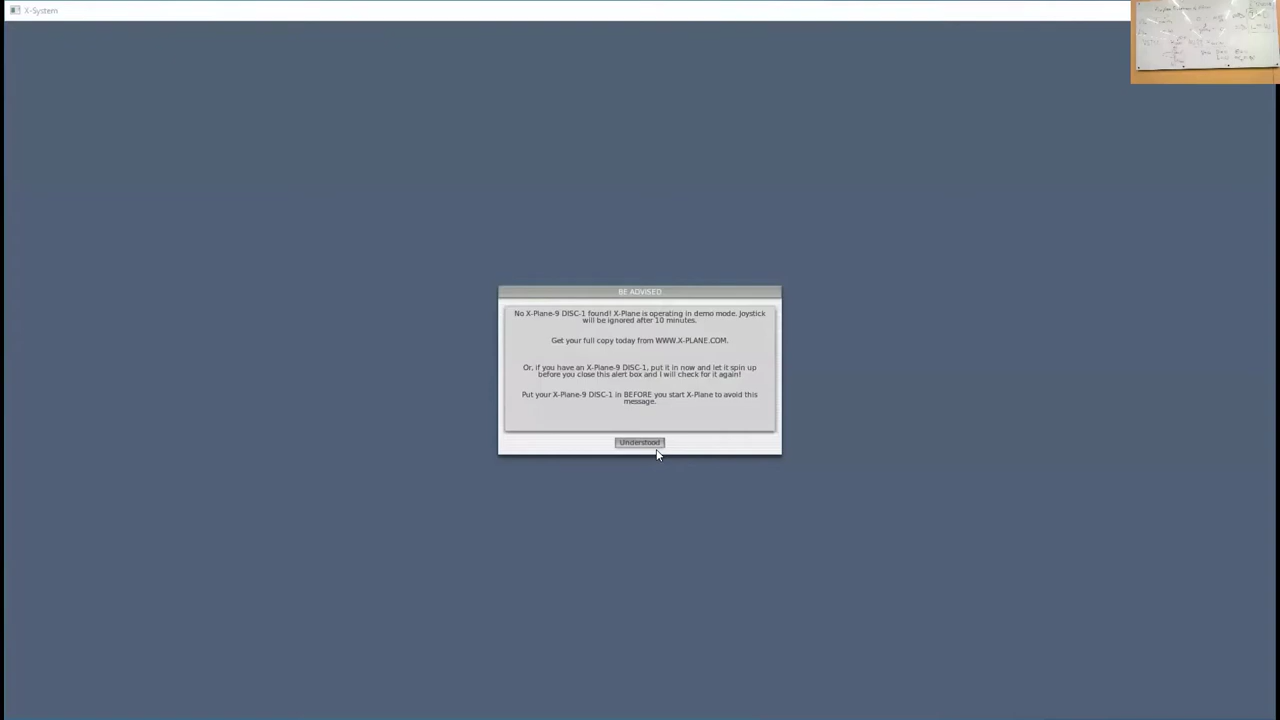 X-System
BE ADVISED
No X-Plane-9 DISC-1 found! X-Plane is operating in demo mode. Joystick
will be ignored after 10 minutes.
Get your full copy today from WWW.X-PLANE.COM.
Or, if you have an X-Plane-9 DISC-1, put it in now and let it spin up
before you close this alert box and I will check for it again!
Put your X-Plane-9 DISC-1 in BEFORE you start X-Plane to avoid this
message.
Understood